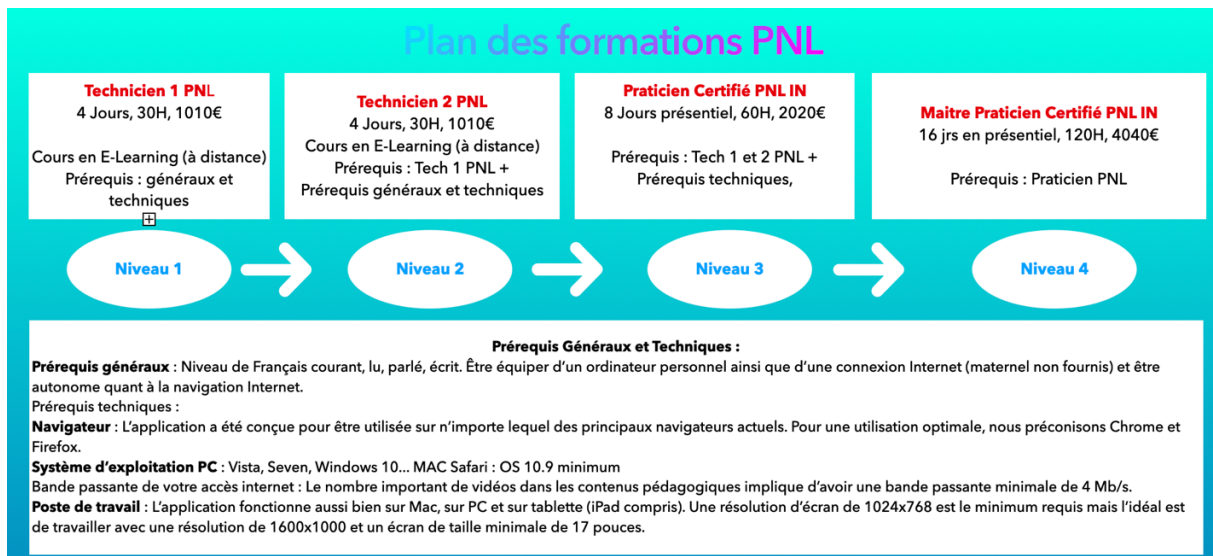 Plan des formations PNL
Technicien 1 PNL
4 Jours, 30H, 1010€
Cours en E-Learning (à distance)
Prérequis : généraux et
techniques
Technicien 2 PNL
4 Jours, 30H, 1010€
Cours en E-Learning (à distance)
Prérequis : Tech 1 PNL +
Prérequis généraux et techniques
Praticien Certifié PNL IN
8 Jours présentiel, 60H, 2020€
Prérequis : Tech 1 et 2 PNL +
Prérequis techniques,
Maitre Praticien Certifié PNL IN
16 jrs en présentiel, 120H, 4040€
Prérequis : Praticien PNL
Niveau 1
Niveau 2
Niveau 3
Niveau 4
Prérequis Généraux et Techniques :
Prérequis généraux : Niveau de Français courant, lu, parlé, écrit. Être équiper d’un ordinateur personnel ainsi que d’une connexion Internet (maternel non fournis) et être
autonome quant à la navigation Internet.
Prérequis techniques :
Navigateur : L’application a été conçue pour être utilisée sur n’importe lequel des principaux navigateurs actuels. Pour une utilisation optimale, nous préconisons Chrome et
Firefox.
Système d’exploitation PC : Vista, Seven, Windows 10... MAC Safari : OS 10.9 minimum
Bande passante de votre accès internet : Le nombre important de vidéos dans les contenus pédagogiques implique d’avoir une bande passante minimale de 4 Mb/s.
Poste de travail : L’application fonctionne aussi bien sur Mac, sur PC et sur tablette (iPad compris). Une résolution d’écran de 1024x768 est le minimum requis mais l’idéal est
de travailler avec une résolution de 1600x1000 et un écran de taille minimale de 17 pouces.